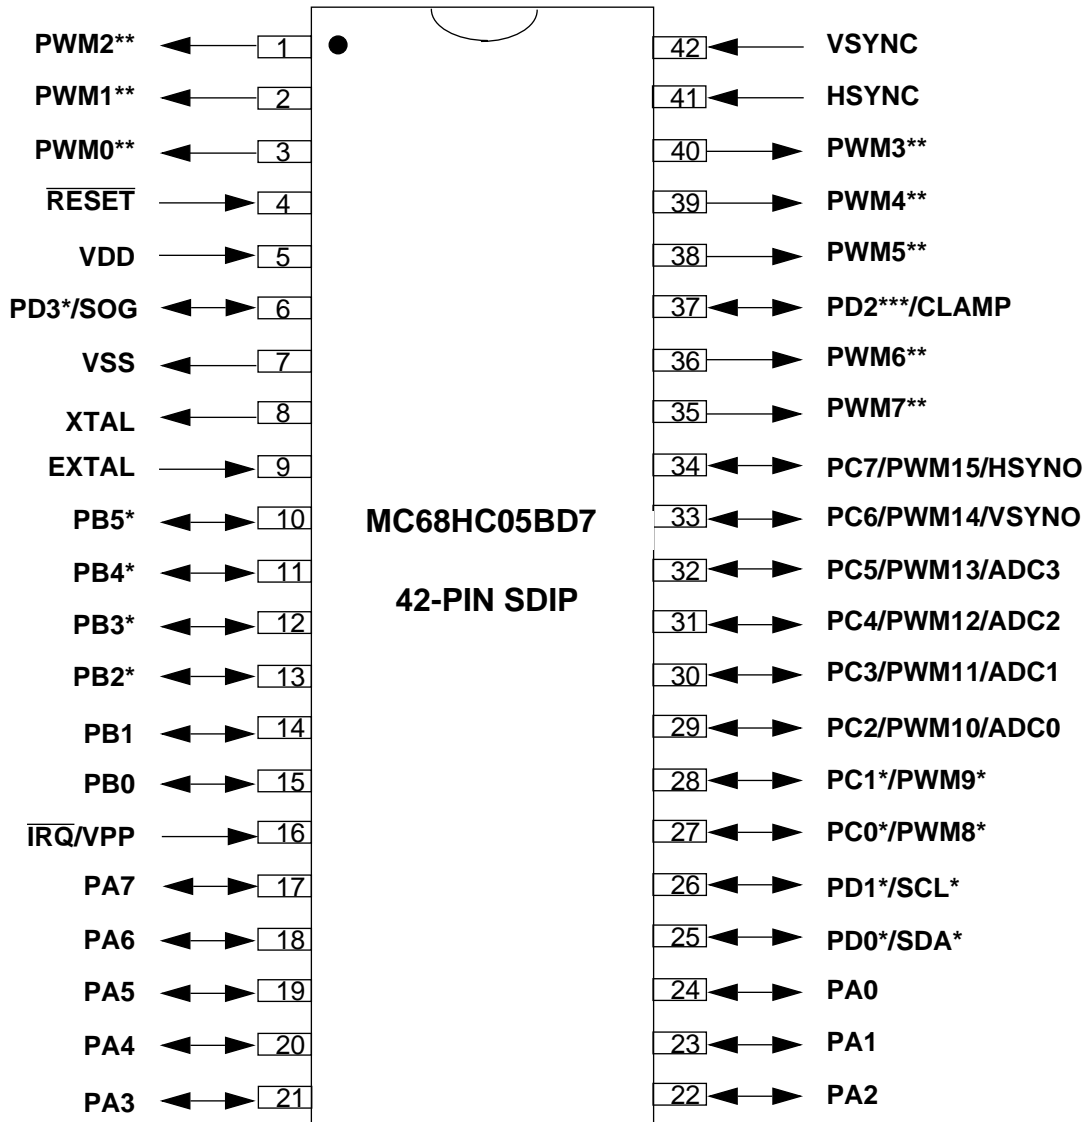 PWM2** 1 42 VSYNC
PWM1** 2 41 HSYNC
PWM0** 3 40 PWM3**
RESET 4 39 PWM4**
VDD 5 38 PWM5**
PD3*/SOG 6 37 PD2***/CLAMP
VSS 7 36 PWM6**
XTAL 8 35 PWM7**
EXTAL 9 34 PC7/PWM15/HSYNO
PB5* 10 MC68HC05BD7 33 PC6/PWM14/VSYNO
PB4* 11 32 PC5/PWM13/ADC3
42-PIN SDIP
PB3* 12 31 PC4/PWM12/ADC2
PB2* 13 30 PC3/PWM11/ADC1
PB1 14 29 PC2/PWM10/ADC0
PB0 15 28 PC1*/PWM9*
IRQ/VPP 16 27 PC0*/PWM8*
PA7 17 26 PD1*/SCL*
PA6 18 25 PD0*/SDA*
PA5 19 24 PA0
PA4 20 23 PA1
PA3 21 22 PA2